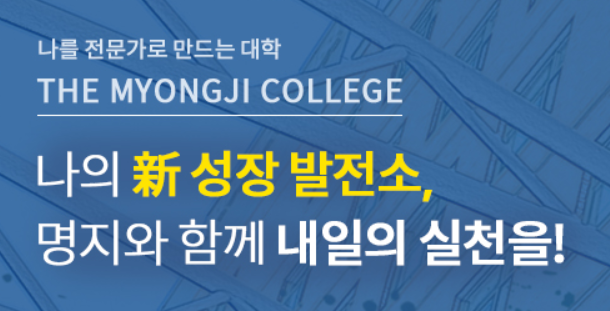 나를 전문가로 만드는 대학
THE MYONGJI COLLEGE
나의 新 성장 발전소,
명지와 함께 내일의 실천을!